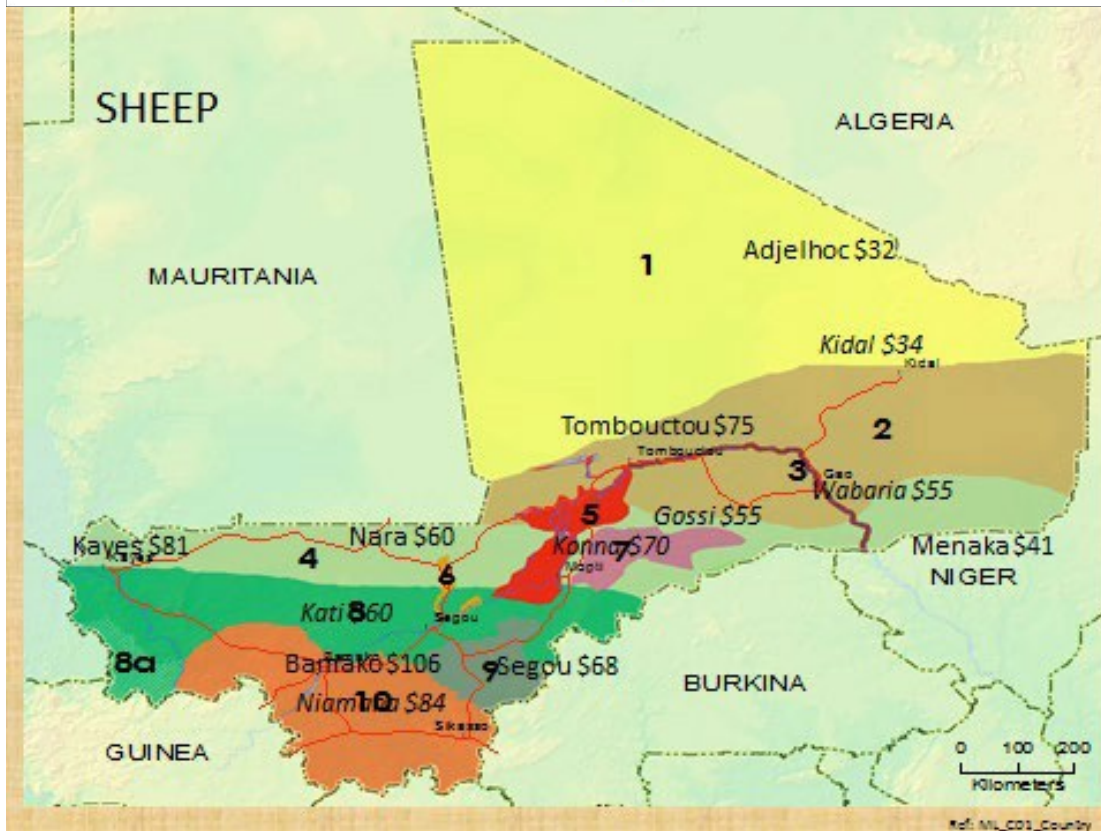 SHEEP
ALGERIA
MAURITANIA
1
Adjelhoc $32
Kidal $34
Kidal
Tombouctou $75
Tombouctou
2
3
Gao
Wabaria $55
5
Gossi $55
Nara $60
Konna $70
7
Kayes $81
4
6
Mopti
Menaka $41
NIGER
Kati $60
8
Segou
8a
Bamako $106
9
Segou $68
BURKINA
Niamana $84
10
Sikasso
GUINEA
0 100 200
Kilometers
Ref: ML_C01_Country